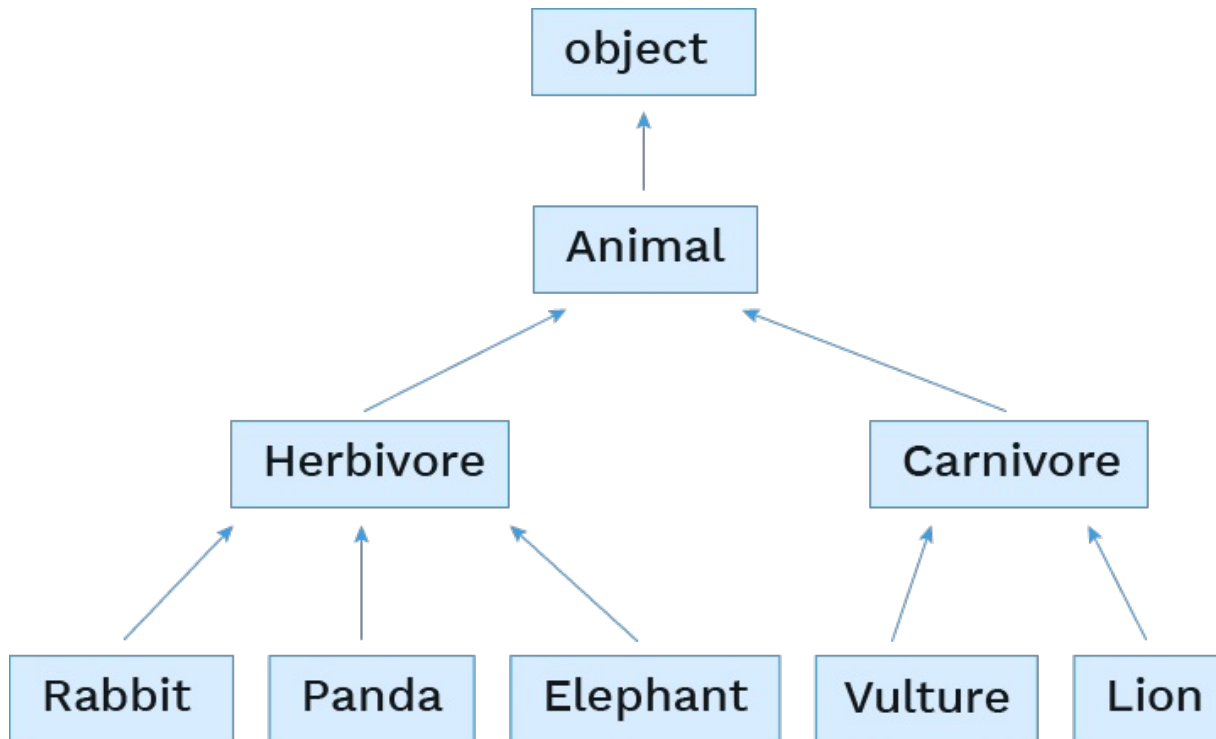 object
Animal
Herbivore
Carnivore
Rabbit
Panda
Elephant
Vulture
Lion